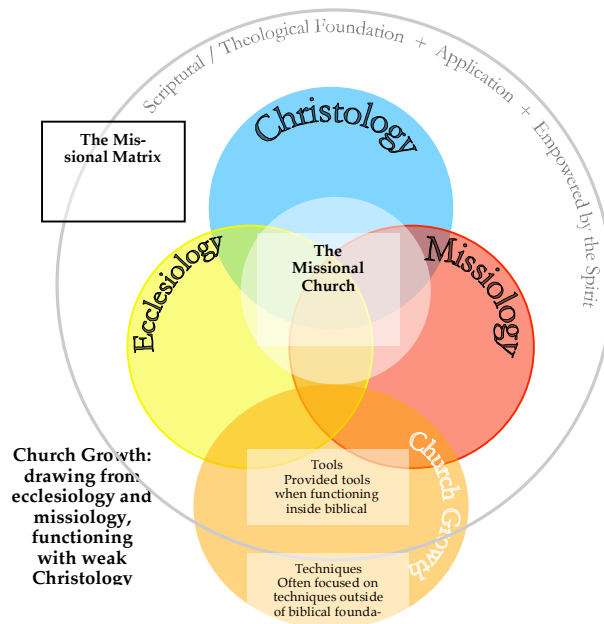 Scriptural / Theological Foundation + Application + Empowered by the Spirit
The Mis-
sional Matrix
Christology
Ecclesiology
Missiology
The
Missional
Church
Church Growth:
drawing from
ecclesiology and
missiology,
functioning
with weak
Christology
Tools
Provided tools
when functioning
inside biblical
Church Growth
Techniques
Often focused on
techniques outside
of biblical founda-